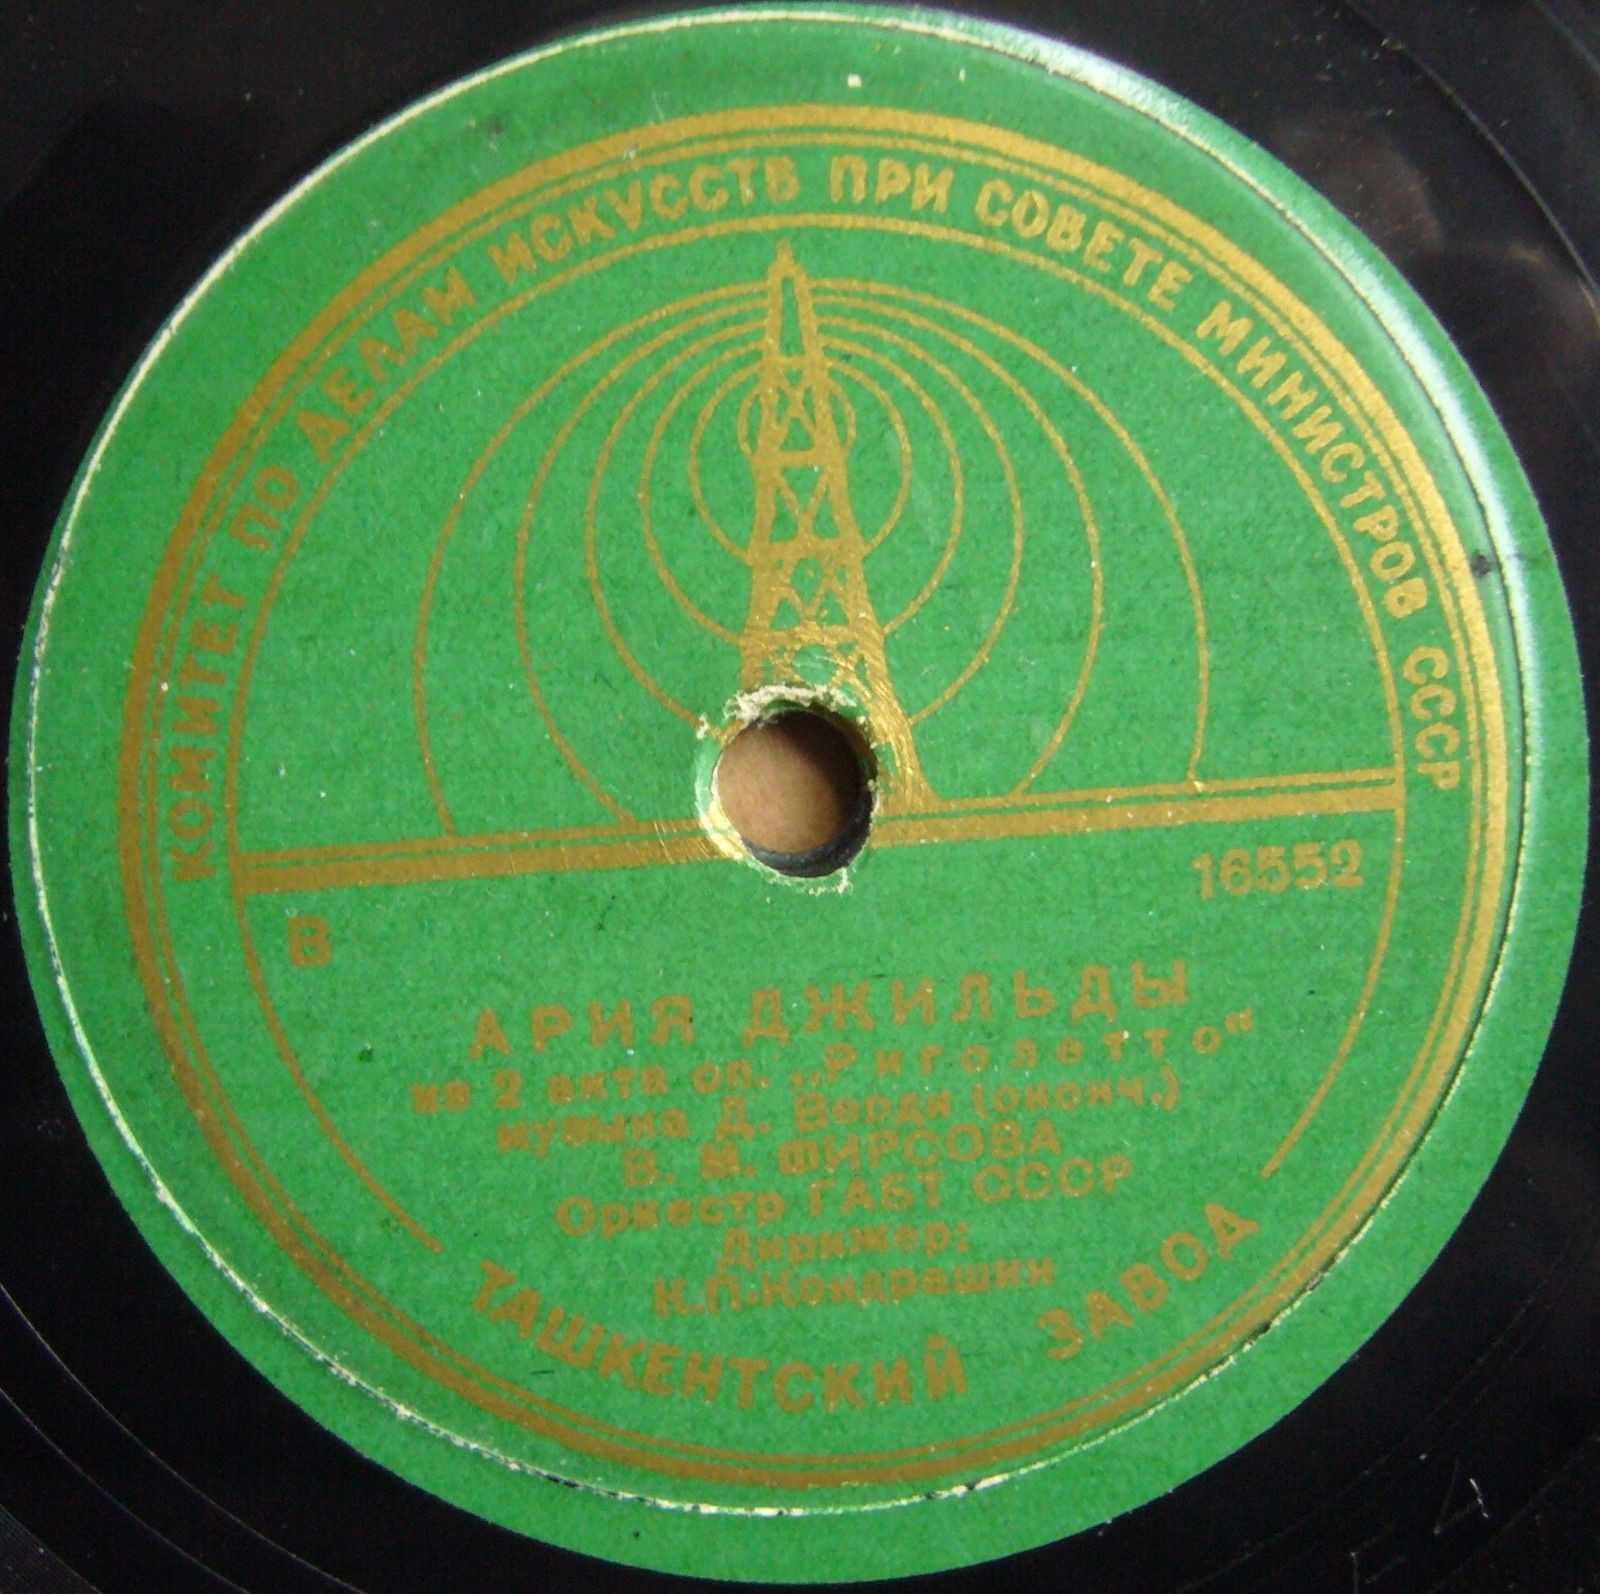 КОМИТЕТ ПО ДЕЛАМ ИСКУССТВ ПРИ СОВЕТЕ МИНИСТРОВ СССР
В
16552
АРИЯ ДЖИЛЬДЫ
из 2 акта оп. „Риголетто“
музыка Д. Верди (оконч.)
В. М. ФИРСОВА
Оркестр ГАБТ СССР
Дирижер:
К.П.Кондрашин
ТАШКЕНТСКИЙ ЗАВОД